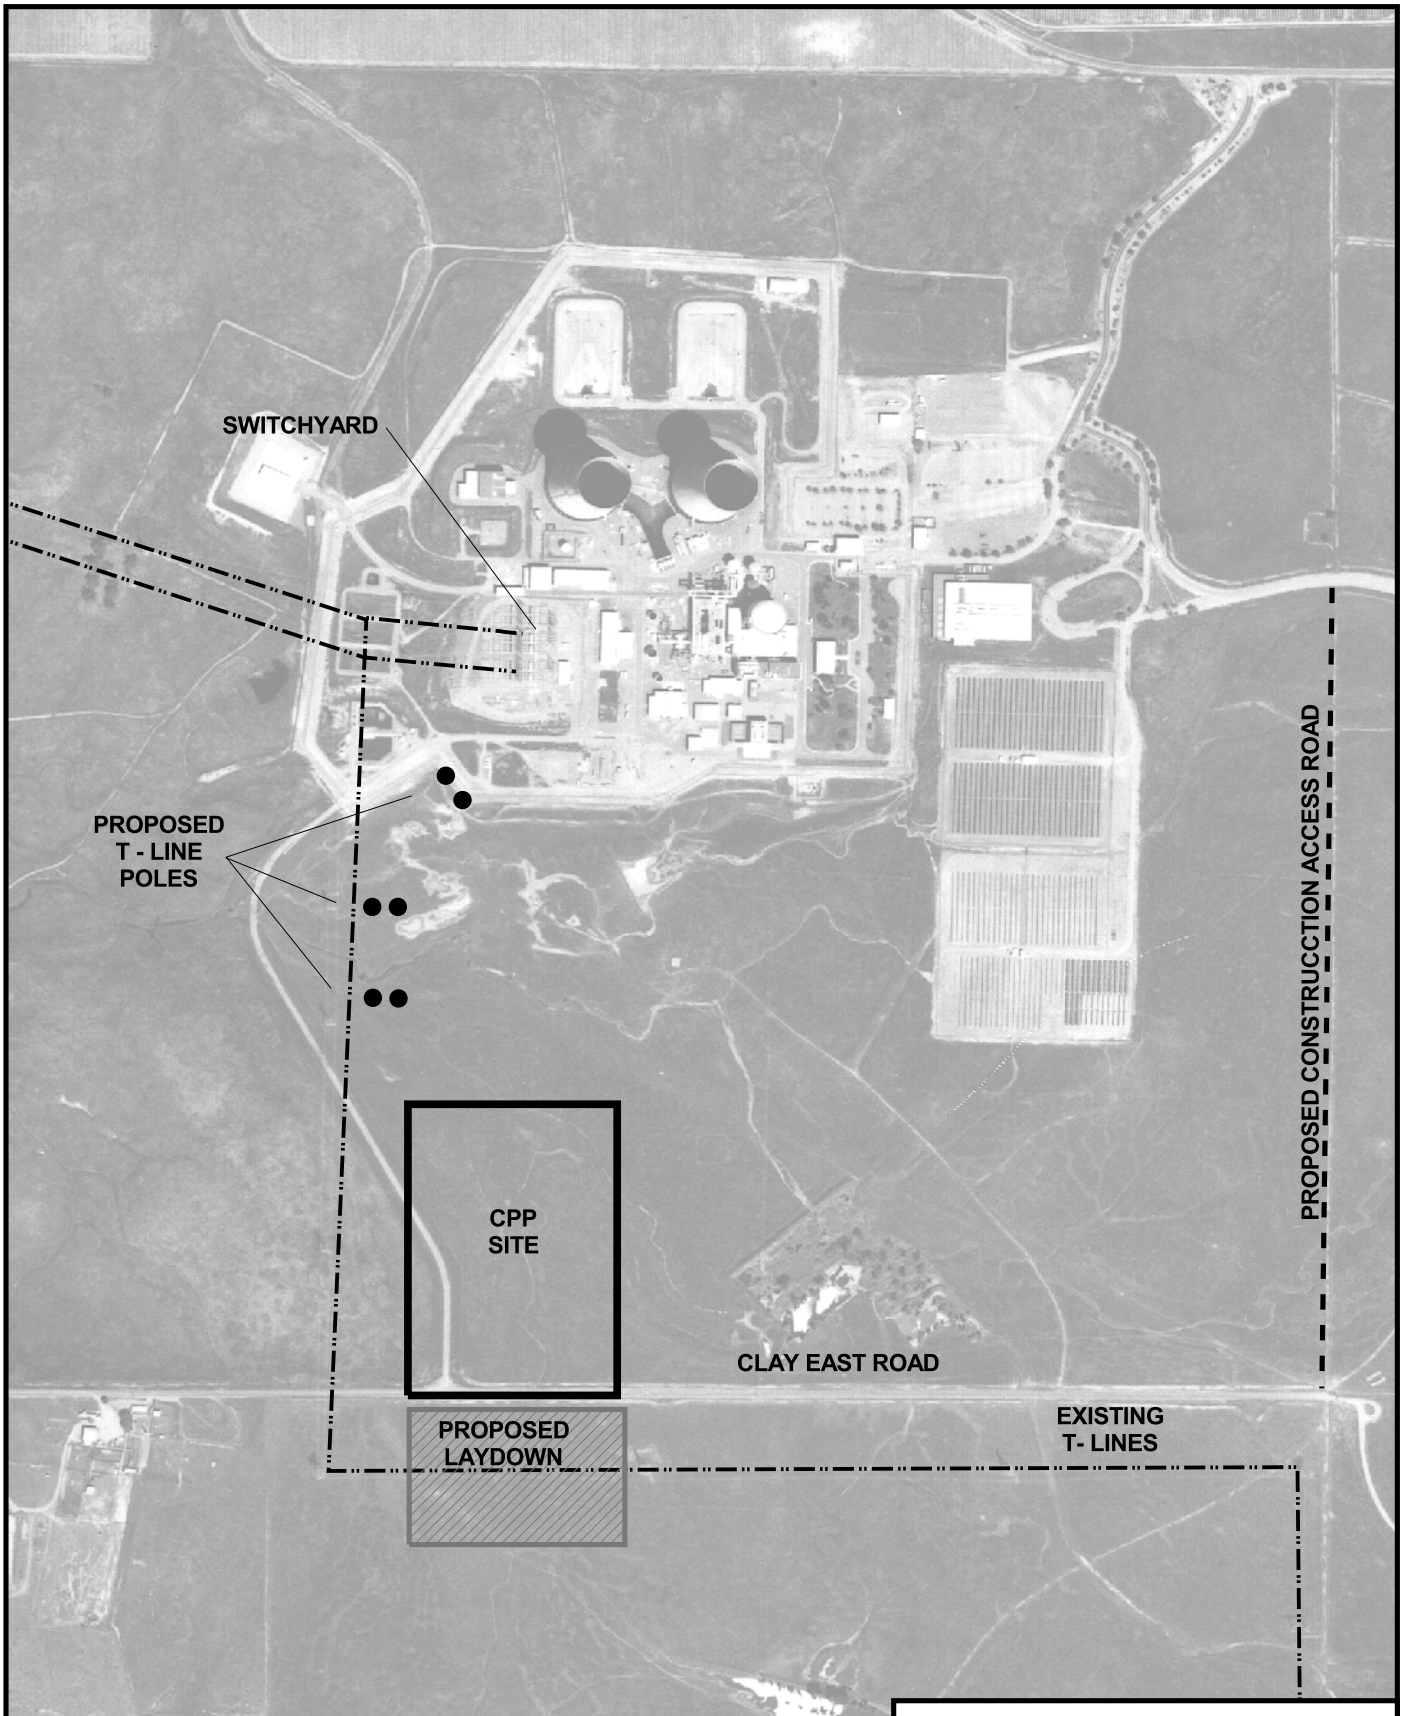 SWITCHYARD
PROPOSED
T - LINE
POLES
PROPOSED CONSTRUCCTION ACCESS ROAD
CPP
SITE
CLAY EAST ROAD
PROPOSED
LAYDOWN
EXISTING
T- LINES